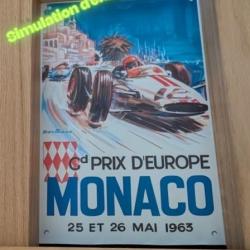 Simulation d'e
Gd PRIX D'EUROPE
MONACO
25 ET 26 MAI 1963